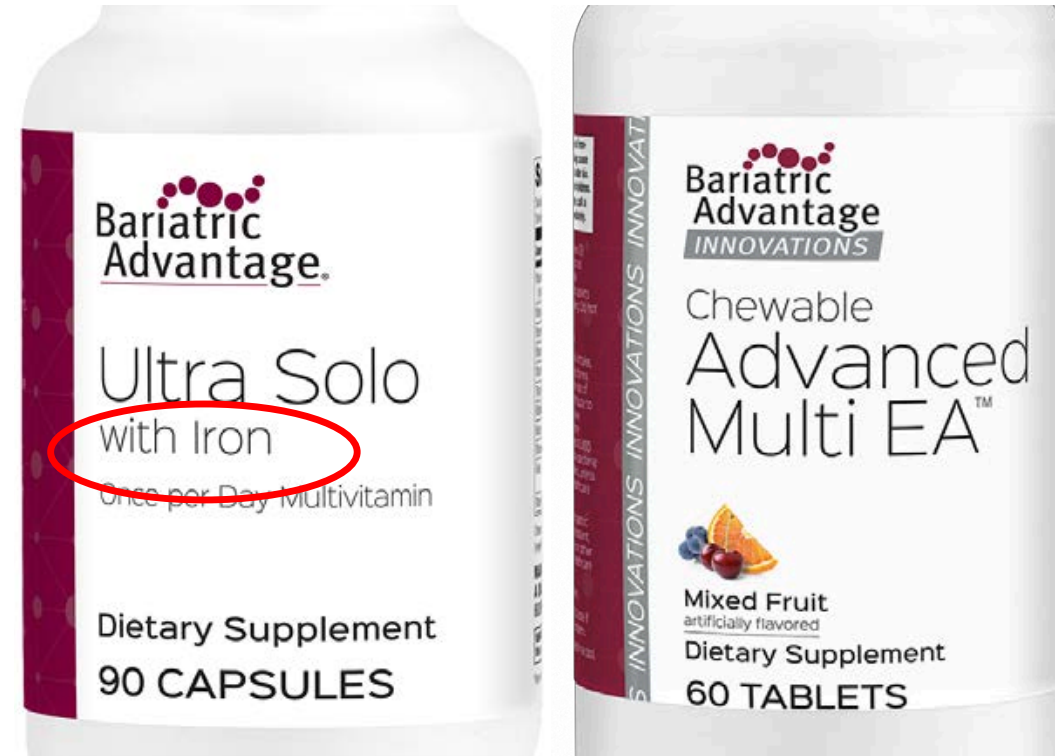 Bariatric
Advantage®
Ultra Solo
with Iron
Once per Day Multivitamin
Dietary Supplement
90 CAPSULES
INNOVATIONS INNOVATIONS INNOVATIONS INNOVAT
Bariatric
Advantage
INNOVATIONS
Chewable
Advanced
Multi EA™
Mixed Fruit
artificially flavored
Dietary Supplement
60 TABLETS